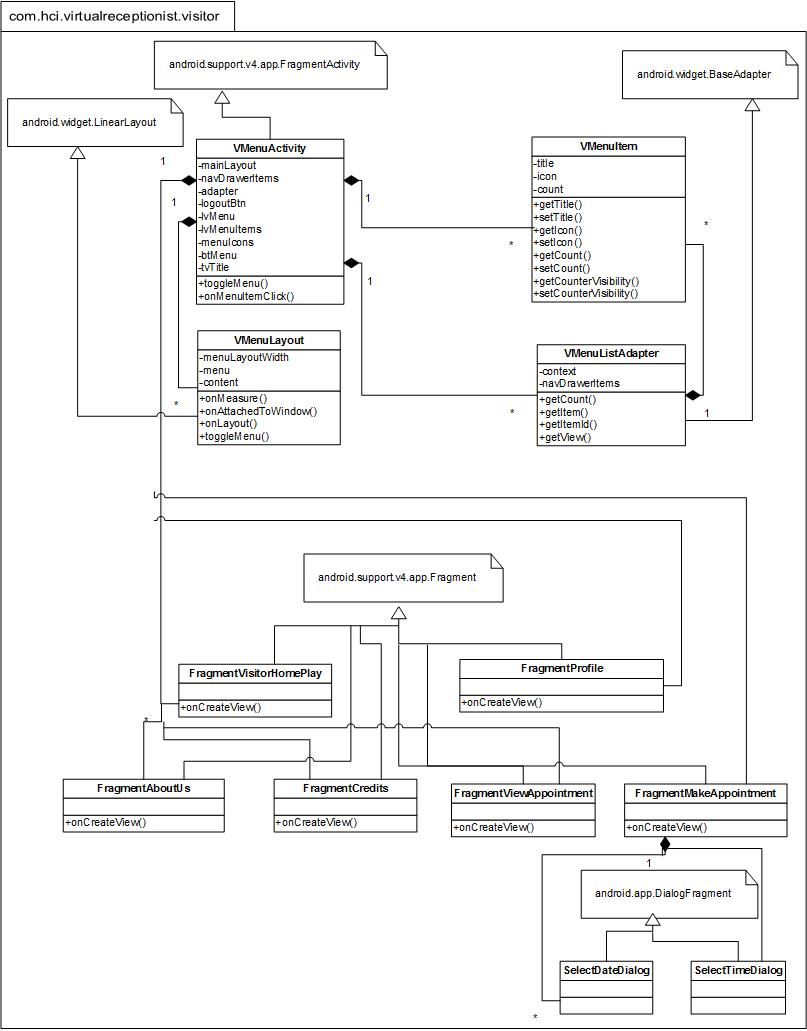 com.hci.virtualreceptionist.visitor
android.support.v4.app.FragmentActivity
android.widget.BaseAdapter
android.widget.LinearLayout
1
VMenuActivity
-mainLayout
-navDrawerItems
-adapter
-logoutBtn
-lvMenu
-lvMenuItems
-menuIcons
-btMenu
-tvTitle
+toggleMenu()
+onMenuItemClick()
1
1
*
1
*
VMenuItem
-title
-icon
-count
+getTitle()
+setTitle()
+getIcon()
+setIcon()
+getCount()
+setCount()
+getCounterVisibility()
+setCounterVisibility()
*
VMenuLayout
-menuLayoutWidth
-menu
-content
+onMeasure()
+onAttachedToWindow()
+onLayout()
+toggleMenu()
*
VMenuListAdapter
-context
-navDrawerItems
+getCount()
+getItem()
+getItemId()
+getView()
1
android.support.v4.app.Fragment
FragmentVisitorHomePlay
+onCreateView()
FragmentProfile
+onCreateView()
*
FragmentAboutUs
+onCreateView()
FragmentCredits
+onCreateView()
FragmentViewAppointment
+onCreateView()
FragmentMakeAppointment
+onCreateView()
1
android.app.DialogFragment
SelectDateDialog
SelectTimeDialog
*